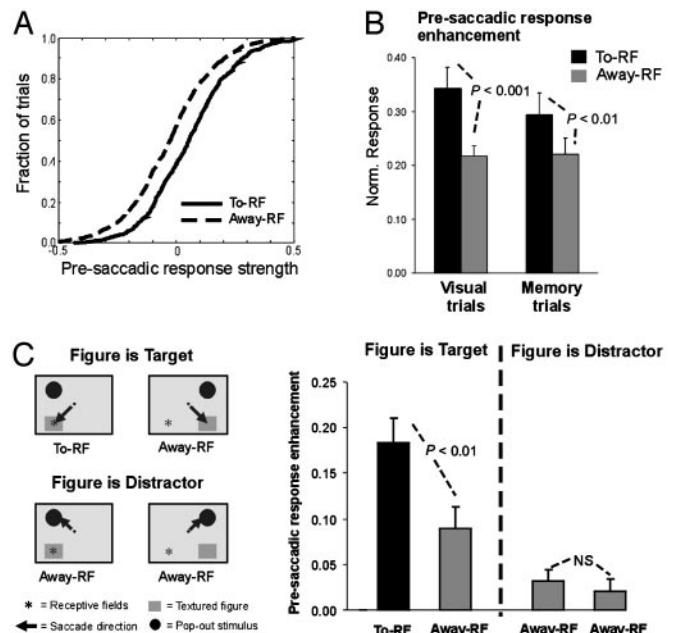 A
1.0
0.8
0.6
0.4
0.2
0.0
Fraction of trials
To-RF
Away-RF
-0.5
0
0.5
Pre-saccadic response strength
B
Pre-saccadic response
enhancement
To-RF
Away-RF
0.40
0.30
0.20
0.10
0.00
Norm. Response
P < 0.001
P < 0.01
Visual
trials
Memory
trials
C
Figure is Target
To-RF
Away-RF
Figure is Distractor
Away-RF
Away-RF
* = Receptive fields
= Textured figure
= Saccade direction
= Pop-out stimulus
Figure is Target
Figure is Distractor
0.25
0.20
0.15
0.10
0.05
0.00
Pre-saccadic response enhancement
P < 0.01
NS
To-RF
Away-RF
Away-RF
Away-RF